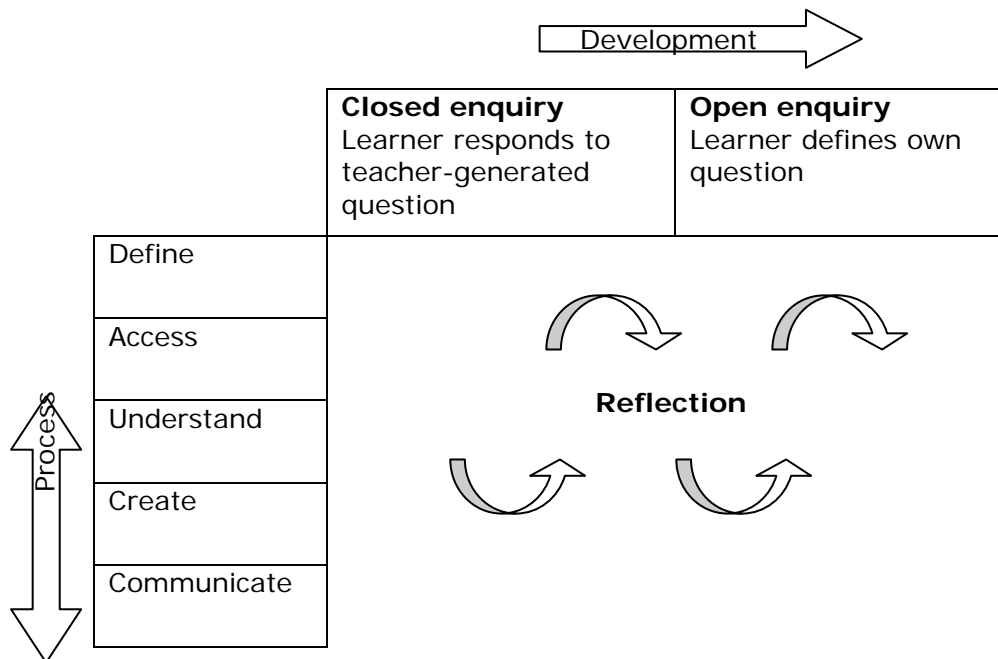 Development
Closed enquiry
Learner responds to
teacher-generated
question
Open enquiry
Learner defines own
question
Define
Access
Understand
Create
Communicate
Process
Reflection